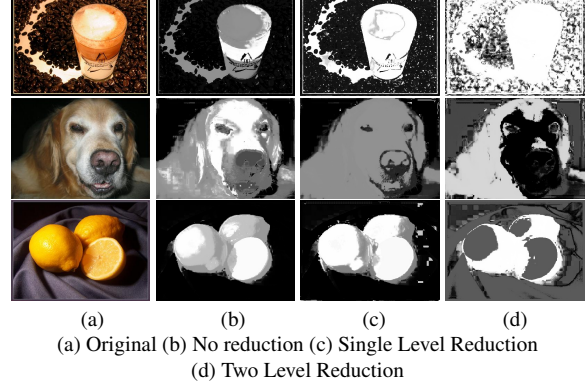 (a) (b) (c) (d)
(a) Original (b) No reduction (c) Single Level Reduction
(d) Two Level Reduction